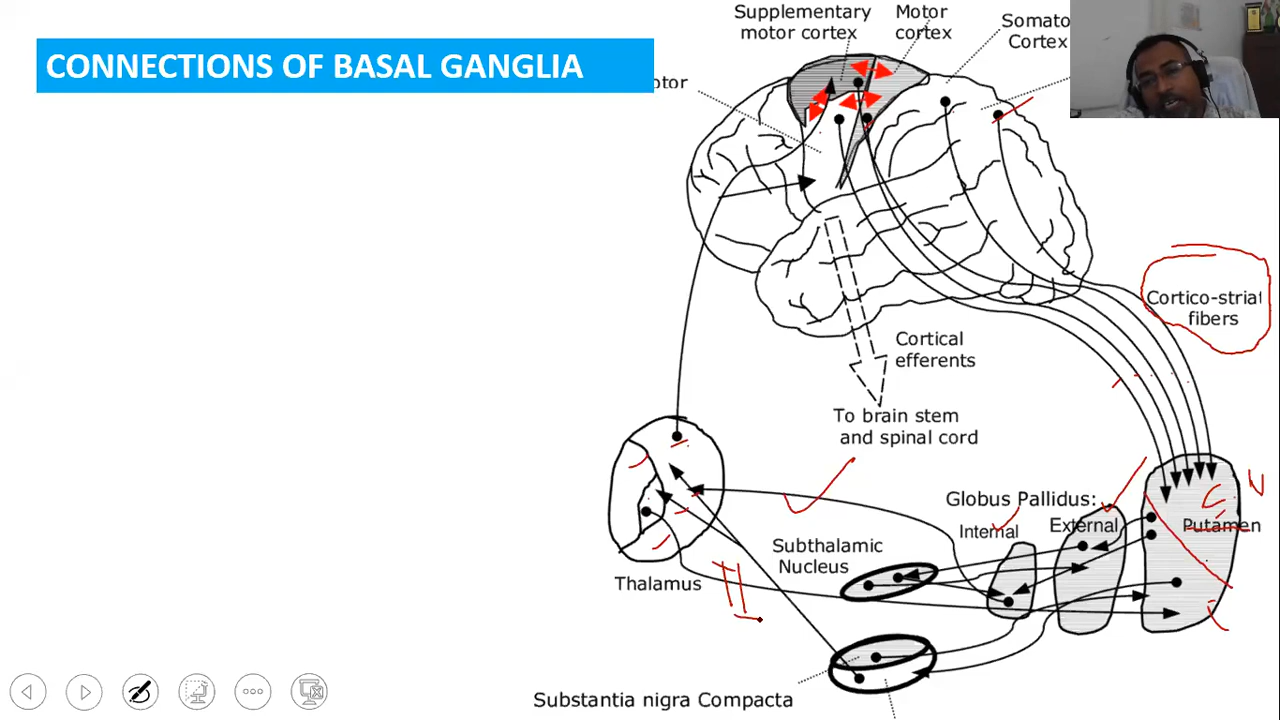 CONNECTIONS OF BASAL GANGLIA
Supplementary
motor cortex
Motor
cortex
Somato
Cortex
otor
Cortico-striat
fibers
Cortical
efferents
To brain stem
and spinal cord
Globus Pallidus:
Internal
External
Putamen
C
Subthalamic
Nucleus
Thalamus
Substantia nigra Compacta